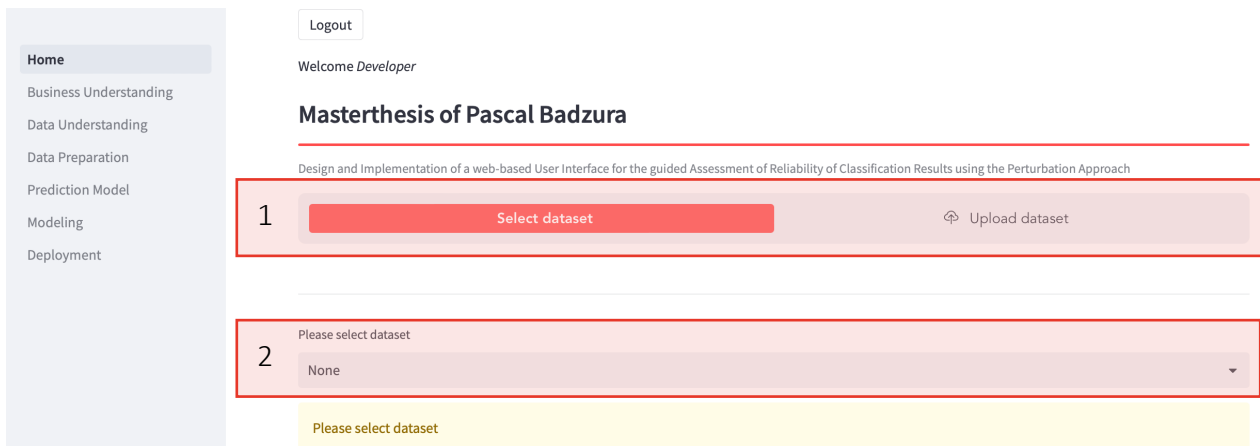 Logout
Home
Welcome Developer
Business Understanding
Masterthesis of Pascal Badzura
Data Understanding
Data Preparation
Prediction Model
Modeling
Deployment
Design and Implementation of a web-based User Interface for the guided Assessment of Reliability of Classification Results using the Perturbation Approach
1 Select dataset Upload dataset
Please select dataset
2 None
Please select dataset